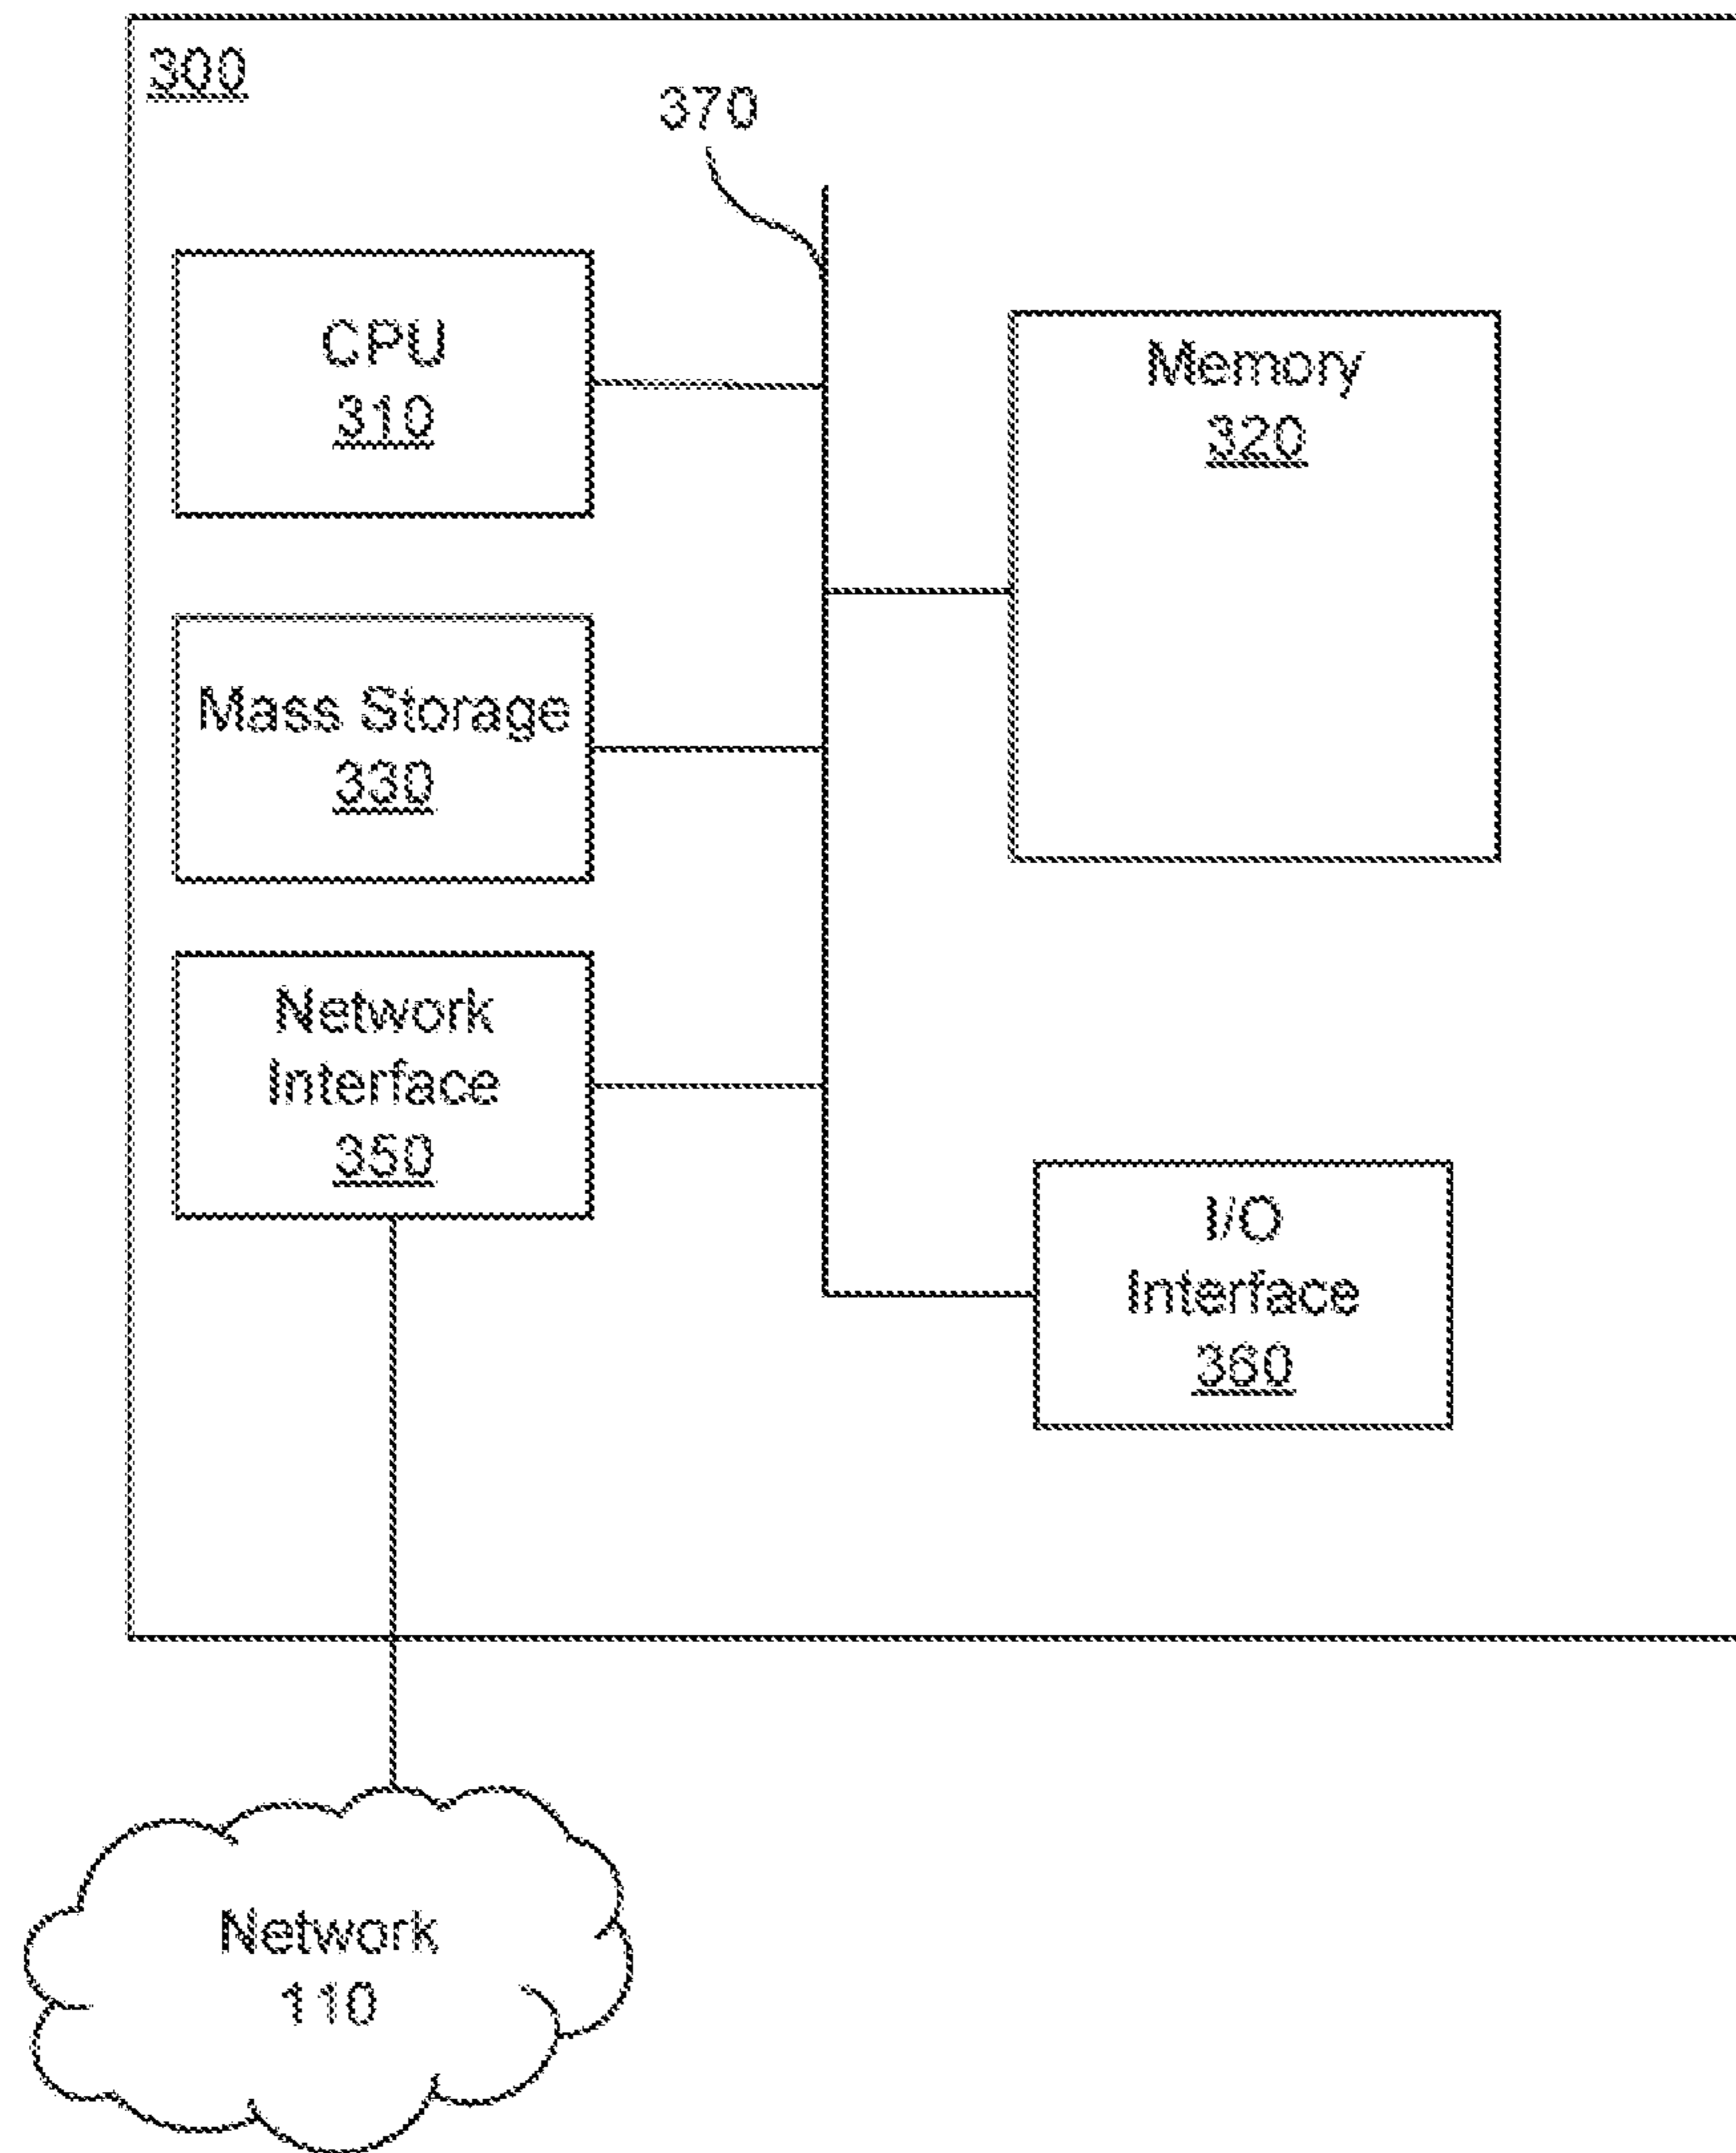 300
370
CPU
310
Memory
320
Mass Storage
330
Network
Interface
350
I/O
Interface
360
Network
110